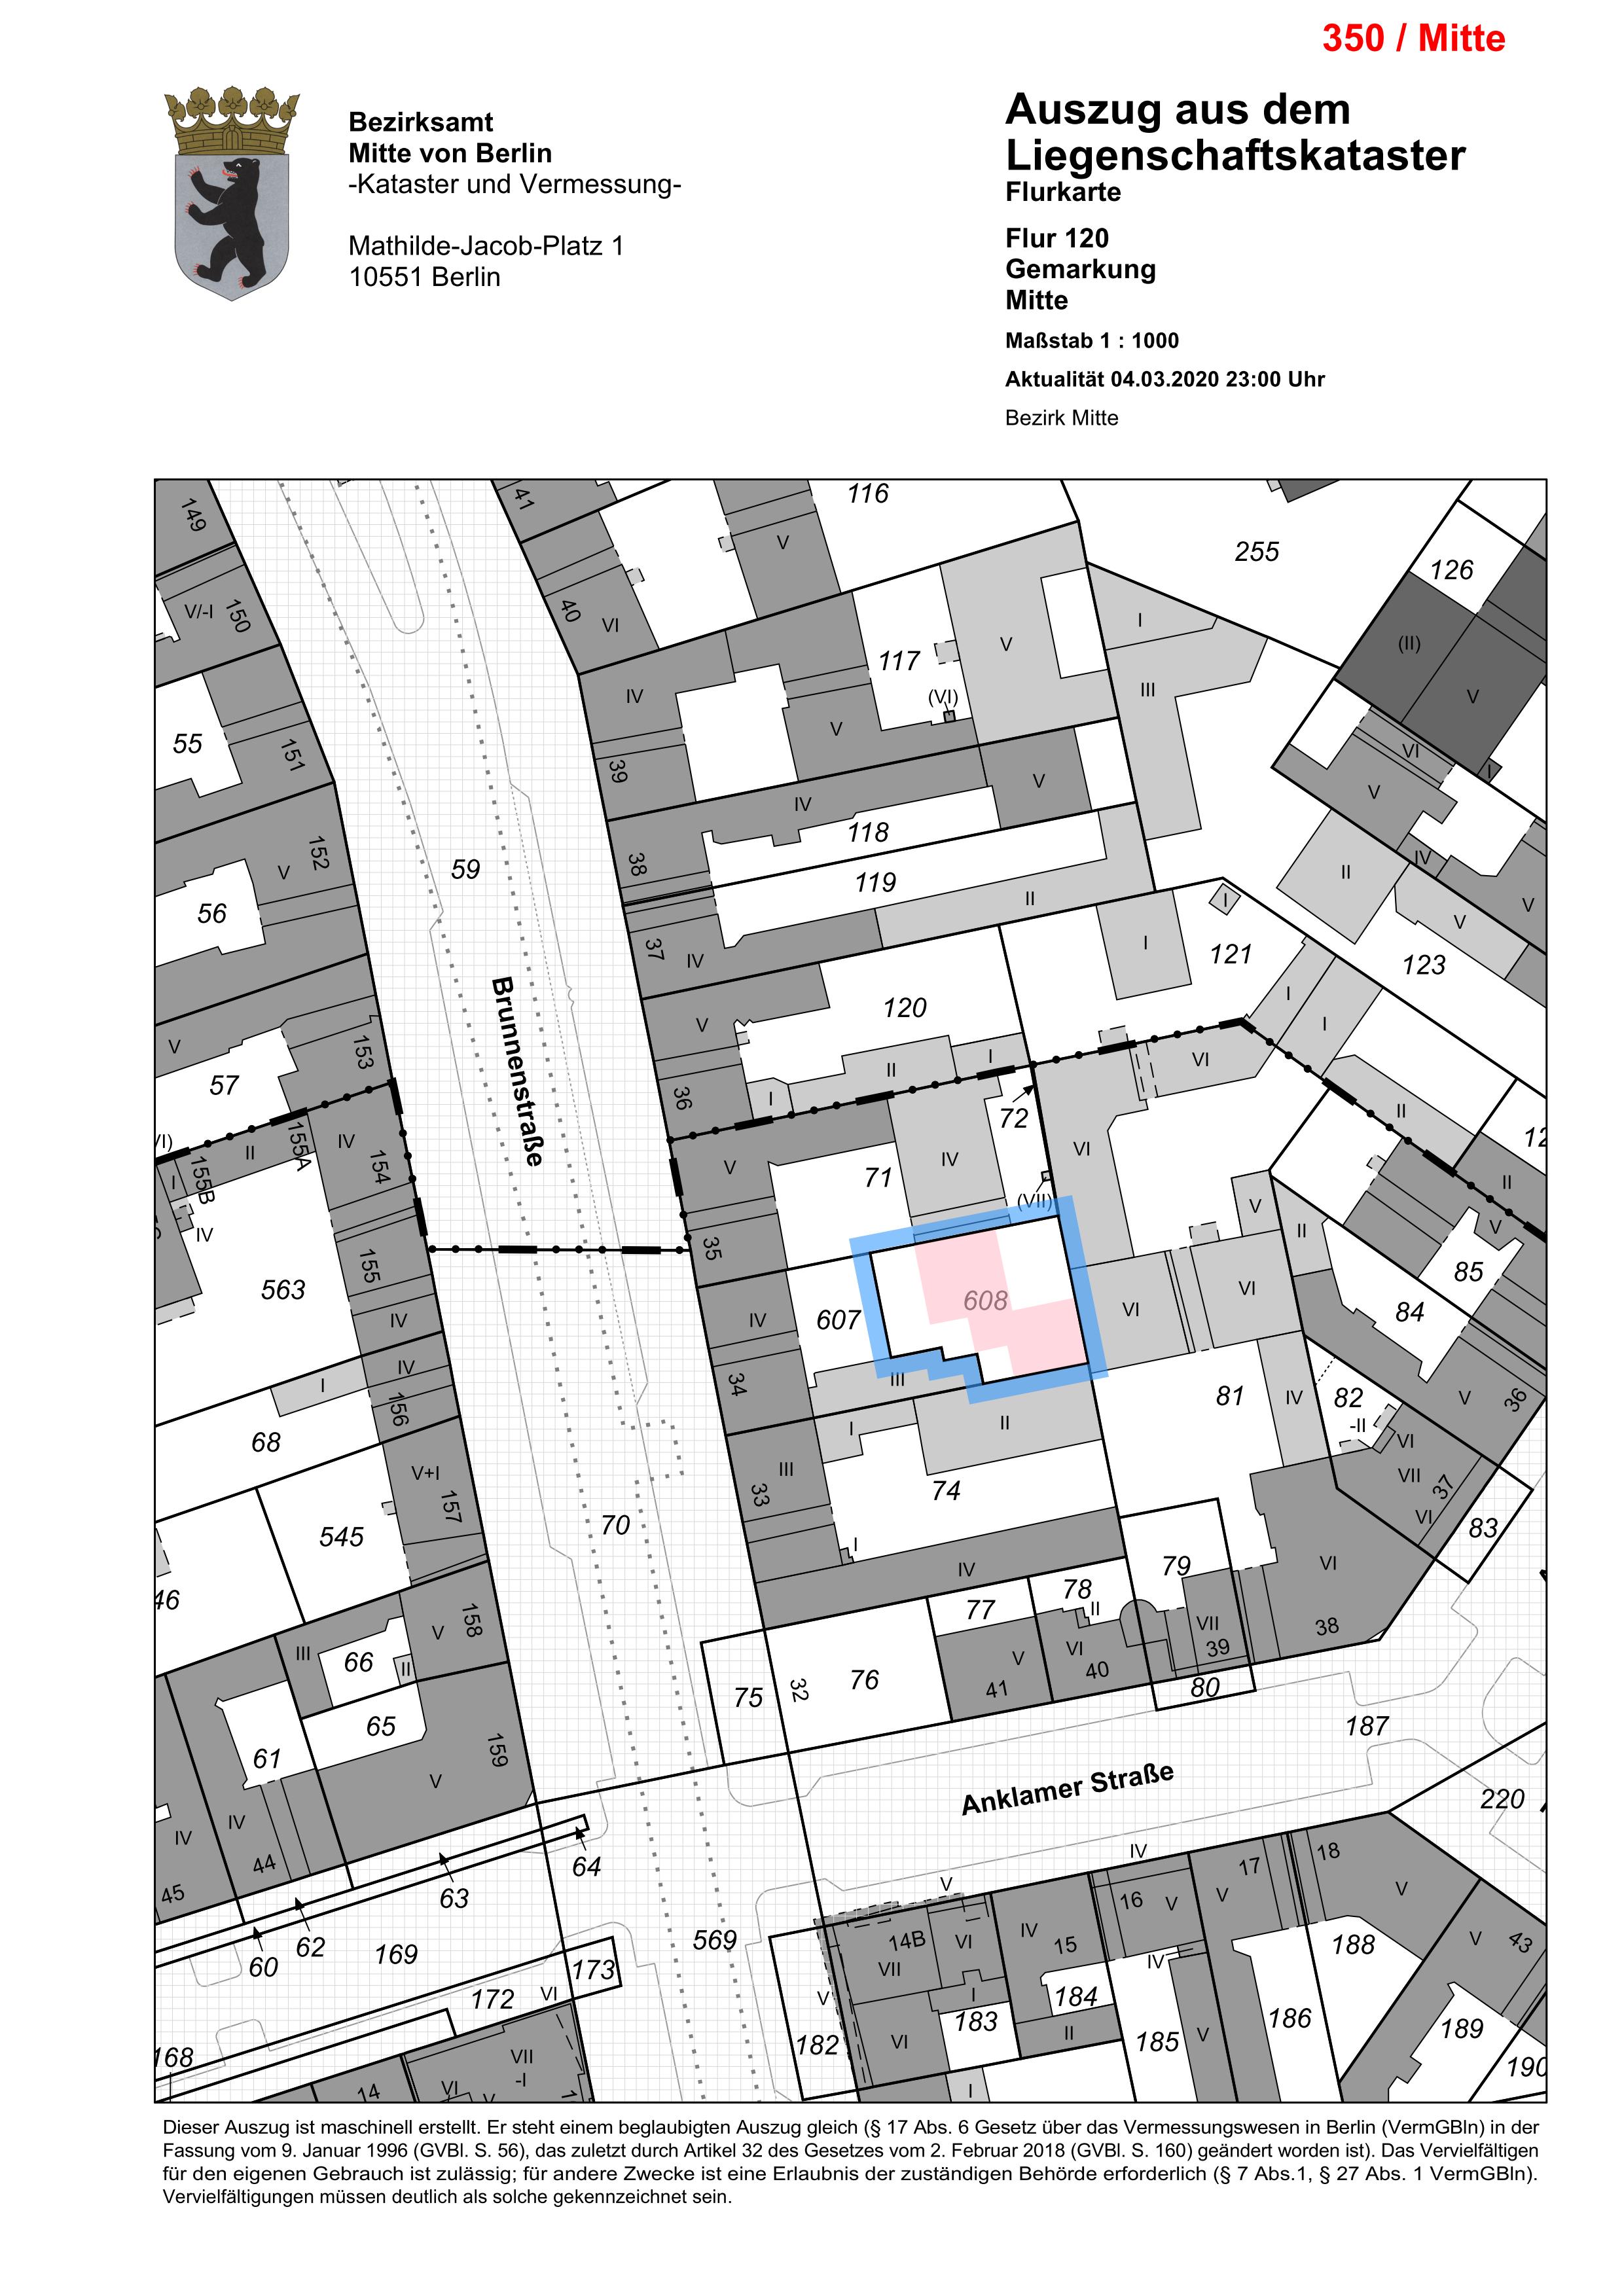 350 / Mitte
Bezirksamt
Mitte von Berlin
-Kataster und Vermessung-
Mathilde-Jacob-Platz 1
10551 Berlin
Auszug aus dem
Liegenschaftskataster
Flurkarte
Flur 120
Gemarkung
Mitte
Maßstab 1 : 1000
Aktualität 04.03.2020 23:00 Uhr
Bezirk Mitte
149
41
116
V
255
126
V/-I
150
40
VI
117
V
I
(II)
IV
III
V
(VI)
55
151
V
39
VI
I
V
IV
V
118
152
V
59
38
119
II
II
IV
V
V
56
I
37
IV
I
121
123
120
V
Brunnenstraße
I
I
V
153
57
II
I
VI
36
I
72
II
12
VI)
155A
IV
II
154
155B
I
V
71
IV
VI
II
IV
(VII)
V
V
35
II
155
563
85
IV
607
608
VI
VI
84
IV
IV
I
III
34
156
81
IV
82
V
36
68
I
II
-II
VI
V+I
III
VII
33
74
37
157
VI
545
70
83
I
IV
79
VI
46
78
158
77
II
V
VII
38
III
66
II
VI
39
V
40
41
76
32
75
80
65
187
61
159
V
Anklamer Straße
220
IV
IV
44
64
IV
18
17
45
63
V
16
V
V
V
62
60
169
569
14B
VI
IV
15
188
V
43
VII
IV
173
I
172
VI
V
184
183
186
189
168
182
VI
II
185
V
190
VII
-I
14
VI
V
I
Dieser Auszug ist maschinell erstellt. Er steht einem beglaubigten Auszug gleich (§ 17 Abs. 6 Gesetz über das Vermessungswesen in Berlin (VermGBln) in der
Fassung vom 9. Januar 1996 (GVBl. S. 56), das zuletzt durch Artikel 32 des Gesetzes vom 2. Februar 2018 (GVBl. S. 160) geändert worden ist). Das Vervielfältigen
für den eigenen Gebrauch ist zulässig; für andere Zwecke ist eine Erlaubnis der zuständigen Behörde erforderlich (§ 7 Abs.1, § 27 Abs. 1 VermGBln).
Vervielfältigungen müssen deutlich als solche gekennzeichnet sein.